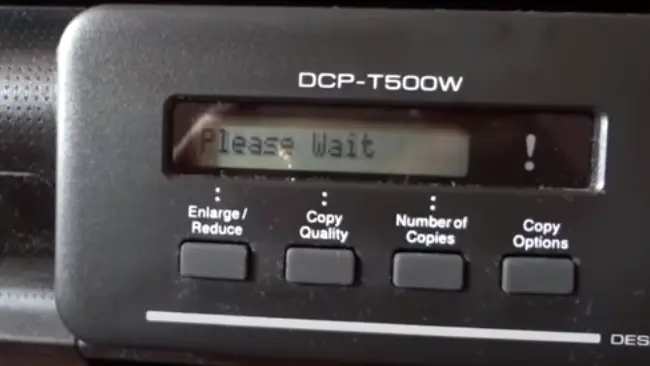 DCP-T500W
Please Wait
!
Enlarge/
Reduce
Copy
Quality
Number of
Copies
Copy
Options
DES